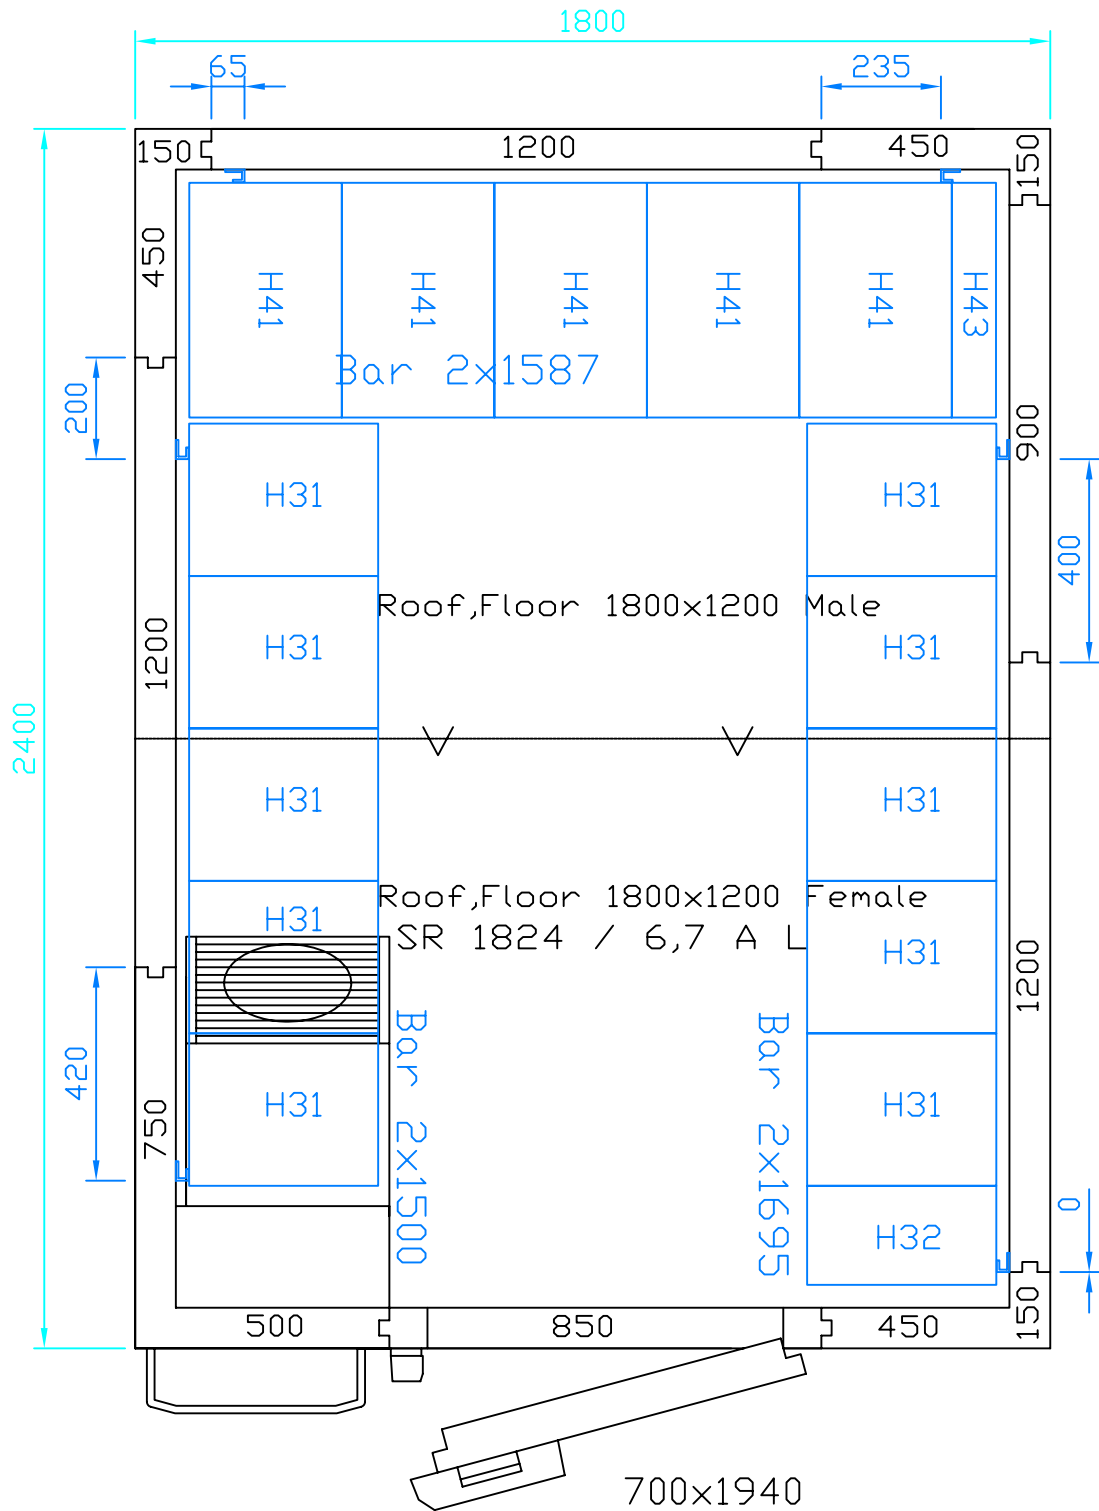 1800
65
235
150
1200
450
150
450
H41
H41
H41
H41
H41
H43
Bar 2x1587
200
900
H31
H31
400
Roof,Floor 1800x1200 Male
1200
H31
H31
2400
H31
H31
Roof,Floor 1800x1200 Female
H31
SR 1824 / 6,7 A L
H31
1200
420
750
H31
Bar 2x1500
Bar 2x1695
H31
0
H32
500
850
450
150
700x1940